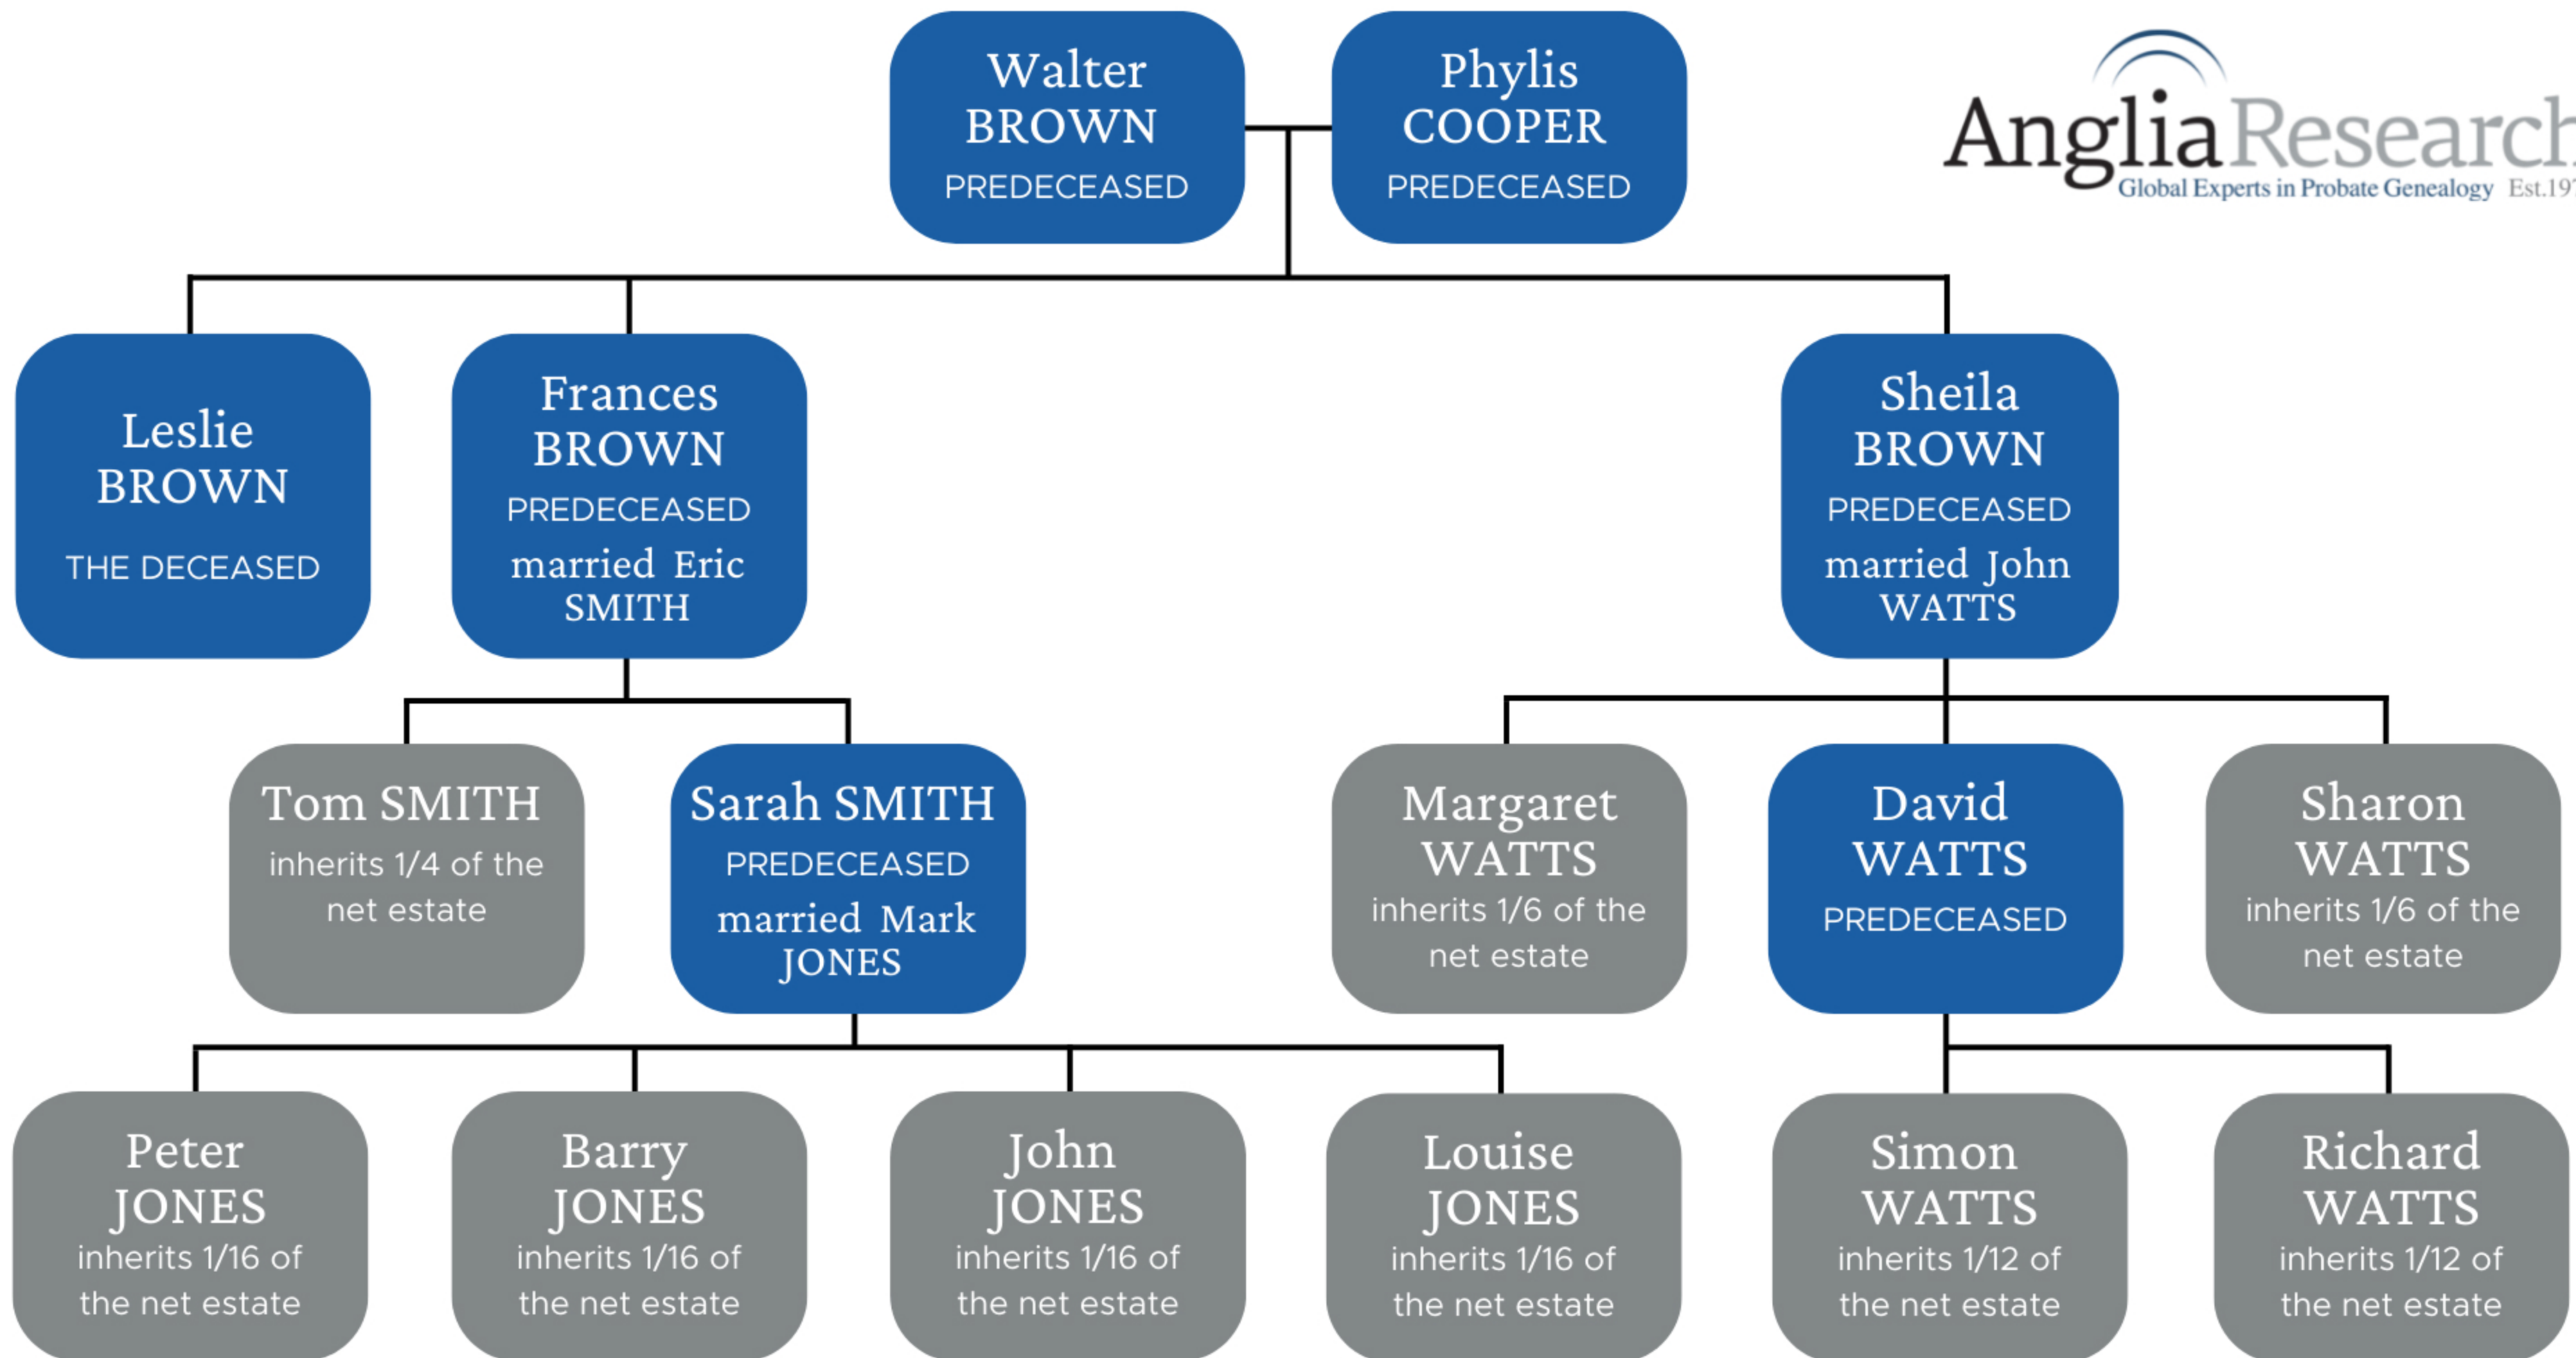 Walter
BROWN
PREDECEASED
Phylis
COOPER
PREDECEASED
AngliaResearch
Global Experts in Probate Genealogy Est.197
Leslie
BROWN
THE DECEASED
Frances
BROWN
PREDECEASED
married Eric
SMITH
Sheila
BROWN
PREDECEASED
married John
WATTS
Tom SMITH
inherits 1/4 of the
net estate
Sarah SMITH
PREDECEASED
married Mark
JONES
Margaret
WATTS
inherits 1/6 of the
net estate
David
WATTS
PREDECEASED
Sharon
WATTS
inherits 1/6 of the
net estate
Peter
JONES
inherits 1/16 of
the net estate
Barry
JONES
inherits 1/16 of
the net estate
John
JONES
inherits 1/16 of
the net estate
Louise
JONES
inherits 1/16 of
the net estate
Simon
WATTS
inherits 1/12 of
the net estate
Richard
WATTS
inherits 1/12 of
the net estate